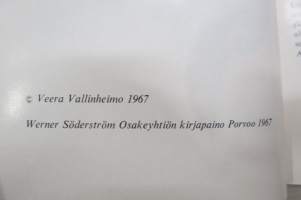 © Veera Vallinheimo 1967
Werner Söderström Osakeyhtiön kirjapaino Porvoo 1967